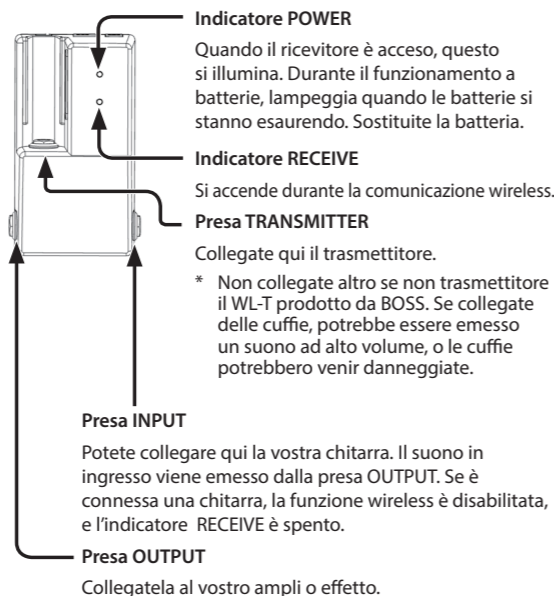 Indicatore POWER
Quando il ricevitore è acceso, questo
si illumina. Durante il funzionamento a
batterie, lampeggia quando le batterie si
stanno esaurendo. Sostituite la batteria.
Indicatore RECEIVE
Si accende durante la comunicazione wireless.
Presa TRANSMITTER
Collegate qui il trasmettitore.
* Non collegate altro se non trasmettitore
il WL-T prodotto da BOSS. Se collegate
delle cuffie, potrebbe essere emesso
un suono ad alto volume, o le cuffie
potrebbero venir danneggiate.
Presa INPUT
Potete collegare qui la vostra chitarra. Il suono in
ingresso viene emesso dalla presa OUTPUT. Se è
connessa una chitarra, la funzione wireless è disabilitata,
e l'indicatore RECEIVE è spento.
Presa OUTPUT
Collegatela al vostro ampli o effetto.